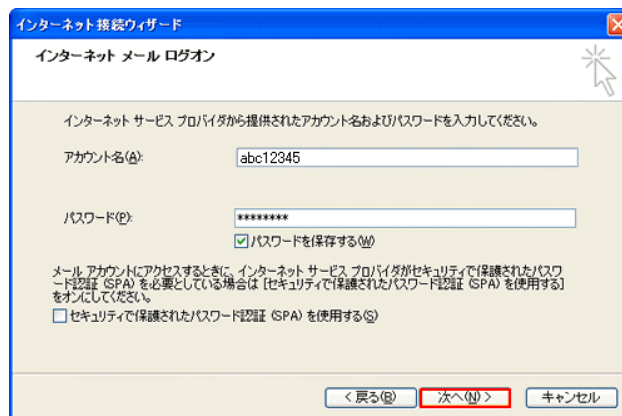 インターネット接続ウィザード
インターネット メール ログオン
インターネット サービス プロバイダから提供されたアカウント名およびパスワードを入力してください。
アカウント名(A):
abc12345
パスワード(P):
********
パスワードを保存する(W)
メール アカウントにアクセスするときに、インターネット サービス プロバイダがセキュリティで保護されたパスワ
ード認証 (SPA) を必要としている場合は [セキュリティで保護されたパスワード認証 (SPA) を使用する]
をオンにしてください。
セキュリティで保護されたパスワード認証 (SPA) を使用する(S)
< 戻る(B)
次へ(N) >
キャンセル